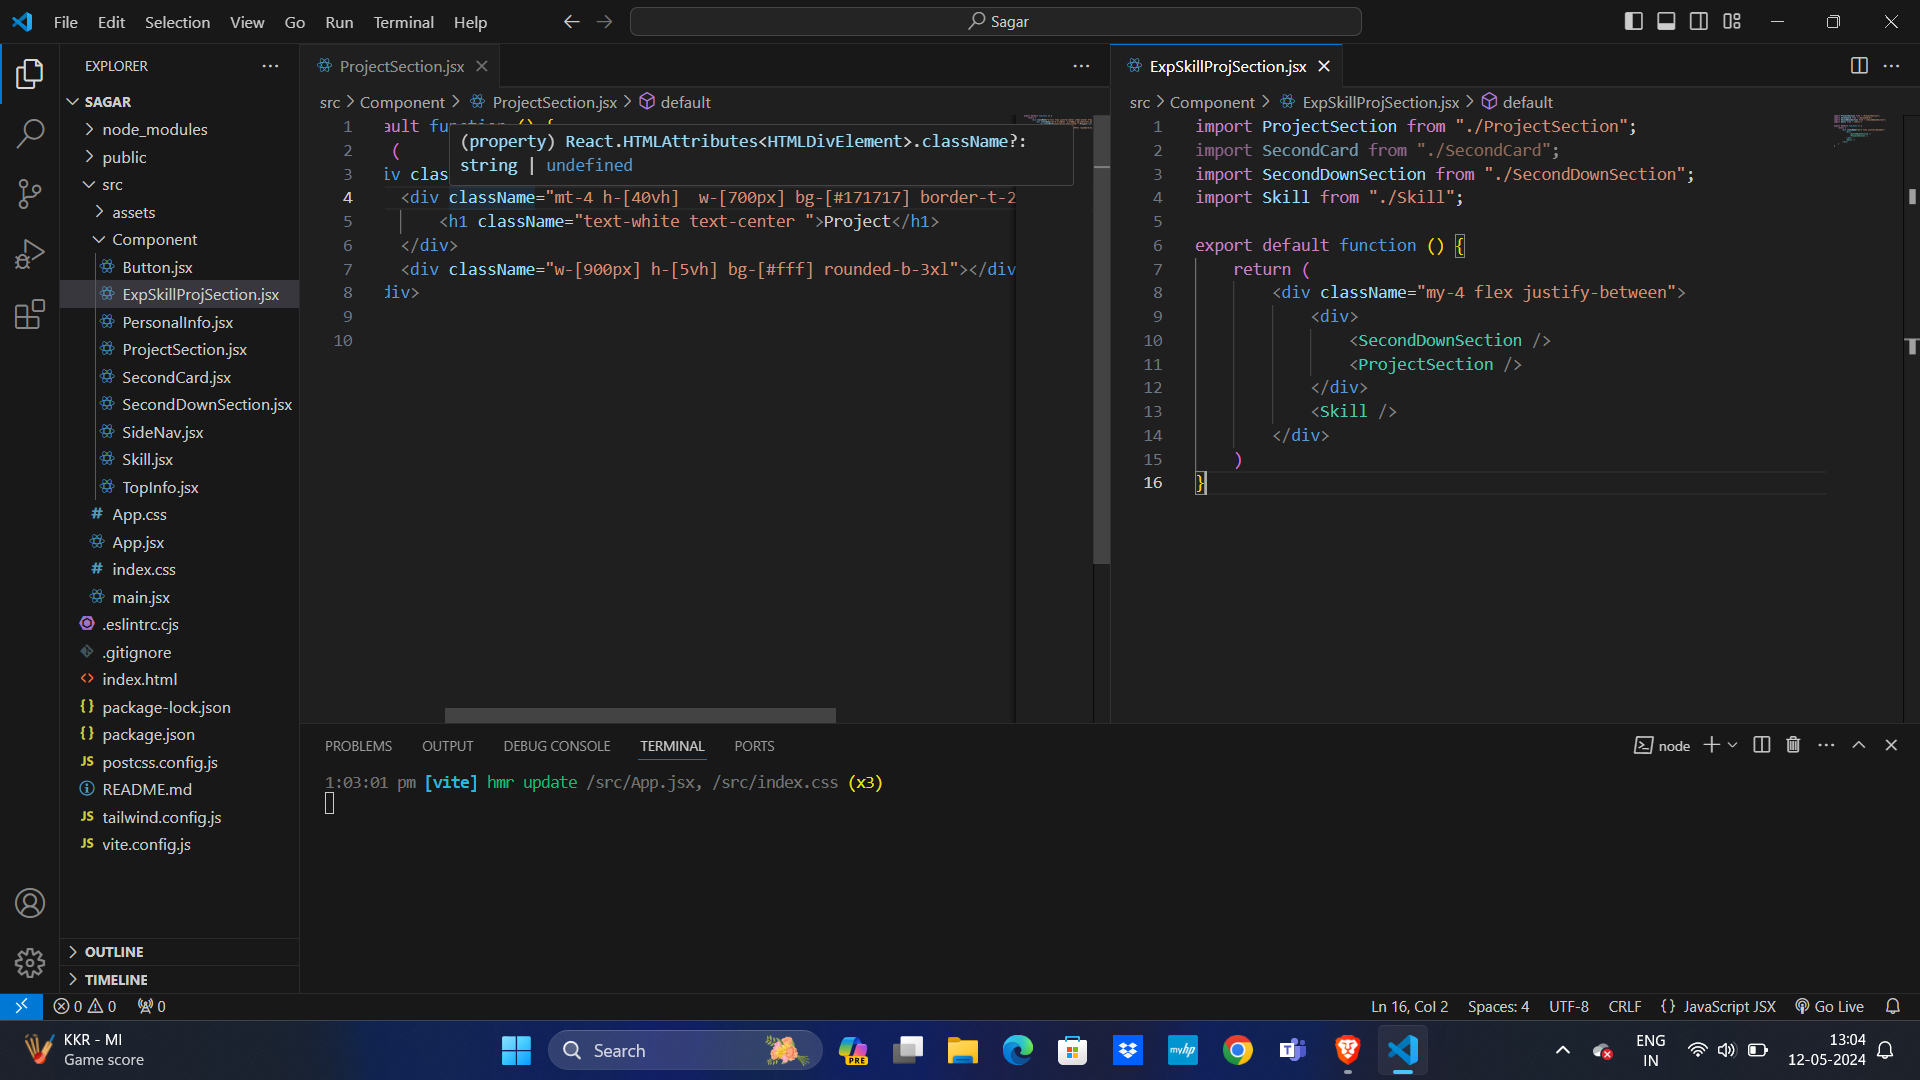 File Edit Selection View Go Run Terminal Help
Sagar
EXPLORER
SAGAR
node_modules
public
src
assets
Component
Button.jsx
ExpSkillProjSection.jsx
PersonalInfo.jsx
ProjectSection.jsx
SecondCard.jsx
SecondDownSection.jsx
SideNav.jsx
Skill.jsx
TopInfo.jsx
App.css
App.jsx
index.css
main.jsx
.eslintrc.cjs
.gitignore
index.html
package-lock.json
package.json
postcss.config.js
README.md
tailwind.config.js
vite.config.js
OUTLINE
TIMELINE
ProjectSection.jsx
src > Component > ProjectSection.jsx > default
1 ault function () {
(property) React.HTMLAttributes<HTMLDivElement>.className?:
string | undefined
2 (
3 iv clas
4 <div className="mt-4 h-[40vh]  w-[700px] bg-[#171717] border-t-2
5 <h1 className="text-white text-center ">Project</h1>
6 </div>
7 <div className="w-[900px] h-[5vh] bg-[#fff] rounded-b-3xl"></div
8 div>
9
10
ExpSkillProjSection.jsx
src > Component > ExpSkillProjSection.jsx > default
1 import ProjectSection from "./ProjectSection";
2 import SecondCard from "./SecondCard";
3 import SecondDownSection from "./SecondDownSection";
4 import Skill from "./Skill";
5
6 export default function () {
7 return (
8 <div className="my-4 flex justify-between">
9 <div>
10 <SecondDownSection />
11 <ProjectSection />
12 </div>
13 <Skill />
14 </div>
15 )
16 }
PROBLEMS OUTPUT DEBUG CONSOLE TERMINAL PORTS
node
1:03:01 pm [vite] hmr update /src/App.jsx, /src/index.css (x3)
0 0 0
Ln 16, Col 2 Spaces: 4 UTF-8 CRLF {} JavaScript JSX Go Live
KKR - MI
Game score
Search
PRE
myhp
ENG
IN
13:04
12-05-2024